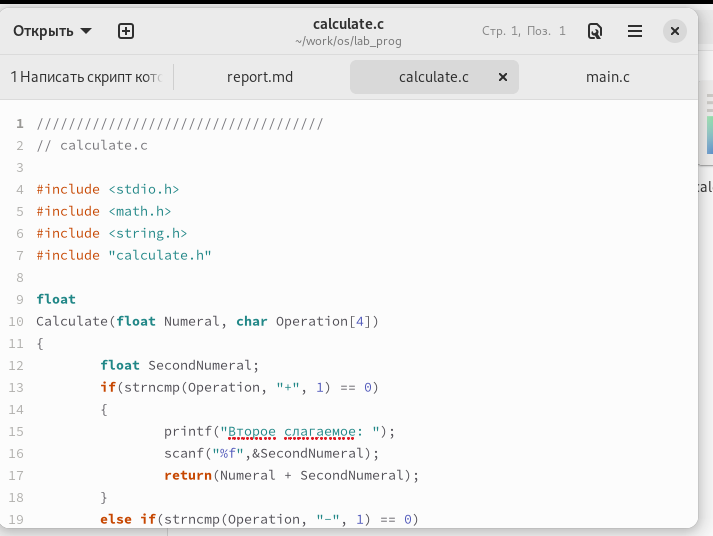 Открыть
calculate.c
~/work/os/lab_prog
Стр. 1, Поз. 1
1 Написать скрипт кото
report.md
calculate.c
main.c
1 ////////////////////////////////////
2 // calculate.c
3
4 #include <stdio.h>
5 #include <math.h>
6 #include <string.h>
7 #include "calculate.h"
8
9 float
10 Calculate(float Numeral, char Operation[4])
11 {
12 float SecondNumeral;
13 if(strncmp(Operation, "+", 1) == 0)
14 {
15 printf("Второе слагаемое: ");
16 scanf("%f",&SecondNumeral);
17 return(Numeral + SecondNumeral);
18 }
19 else if(strncmp(Operation, "-", 1) == 0)